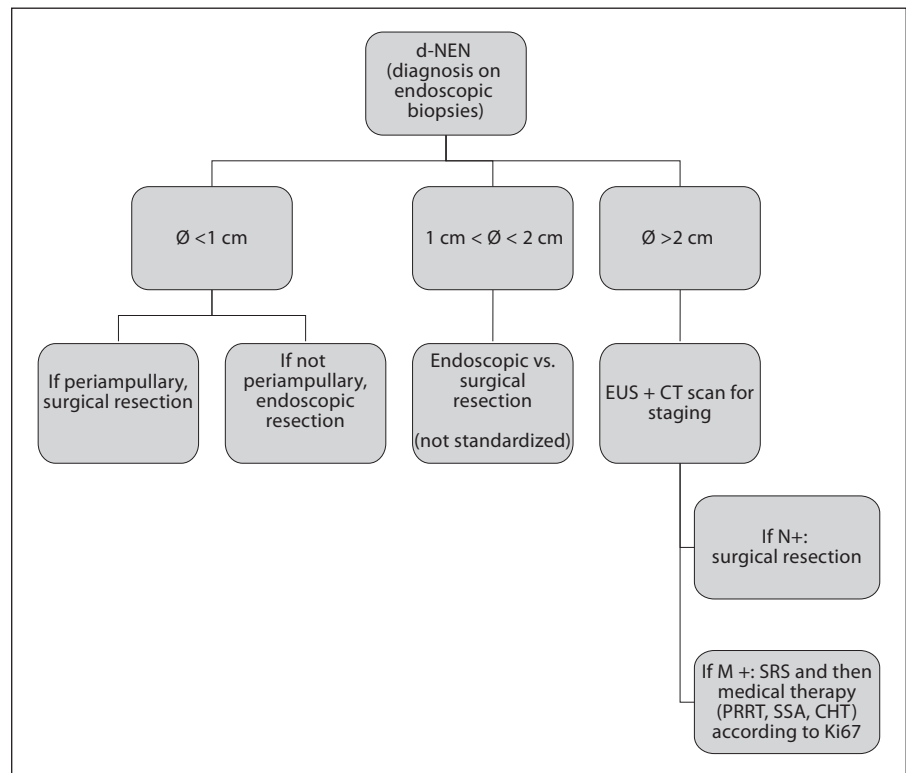 d-NEN
(diagnosis on
endoscopic
biopsies)
Ø <1 cm
1 cm < Ø < 2 cm
Ø >2 cm
If periampullary,
surgical resection
If not
periampullary,
endoscopic
resection
Endoscopic vs.
surgical
resection
(not standardized)
EUS + CT scan for
staging
If N+:
surgical resection
If M +: SRS and then
medical therapy
(PRRT, SSA, CHT)
according to Ki67